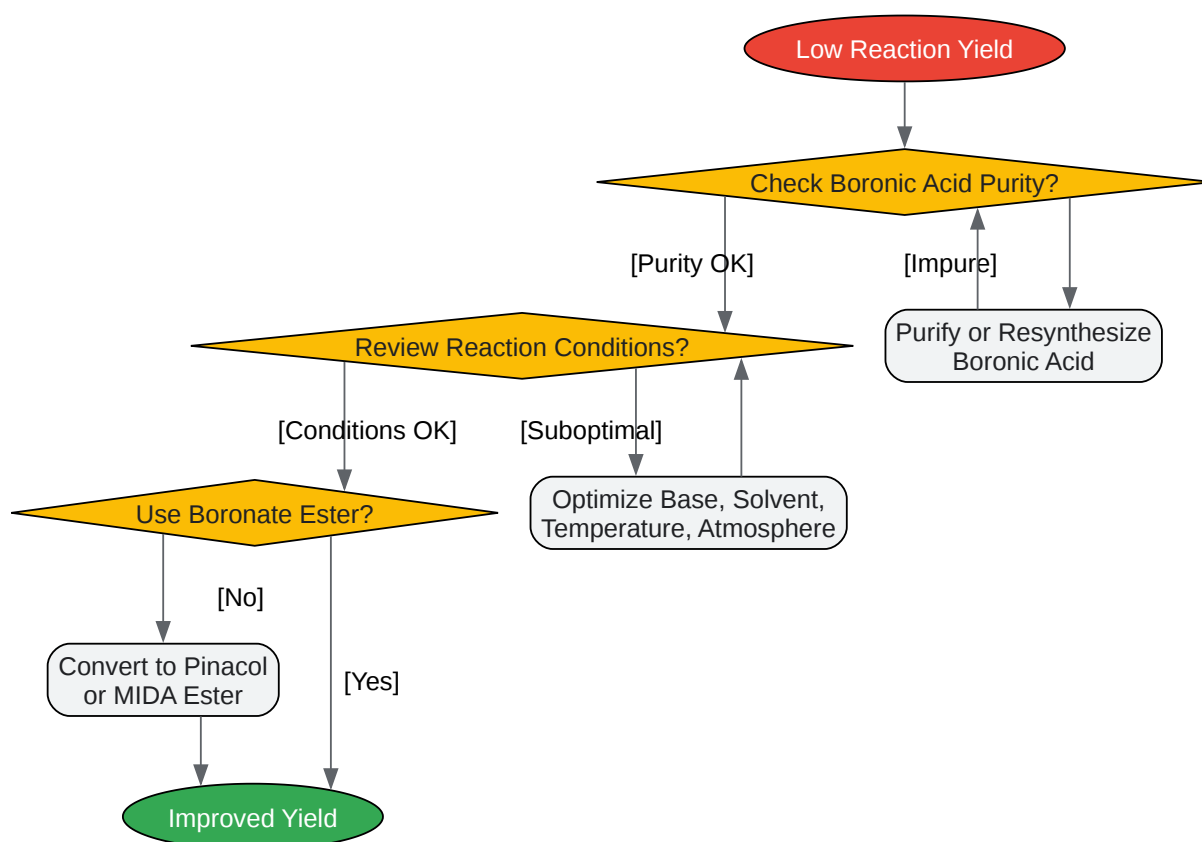 Low Reaction Yield
Check Boronic Acid Purity?
[Purity OK]
[Impure]
Purify or Resynthesize
Boronic Acid
Review Reaction Conditions?
[Conditions OK]
[Suboptimal]
Optimize Base, Solvent,
Temperature, Atmosphere
Use Boronate Ester?
[No]
Convert to Pinacol
or MIDA Ester
[Yes]
Improved Yield